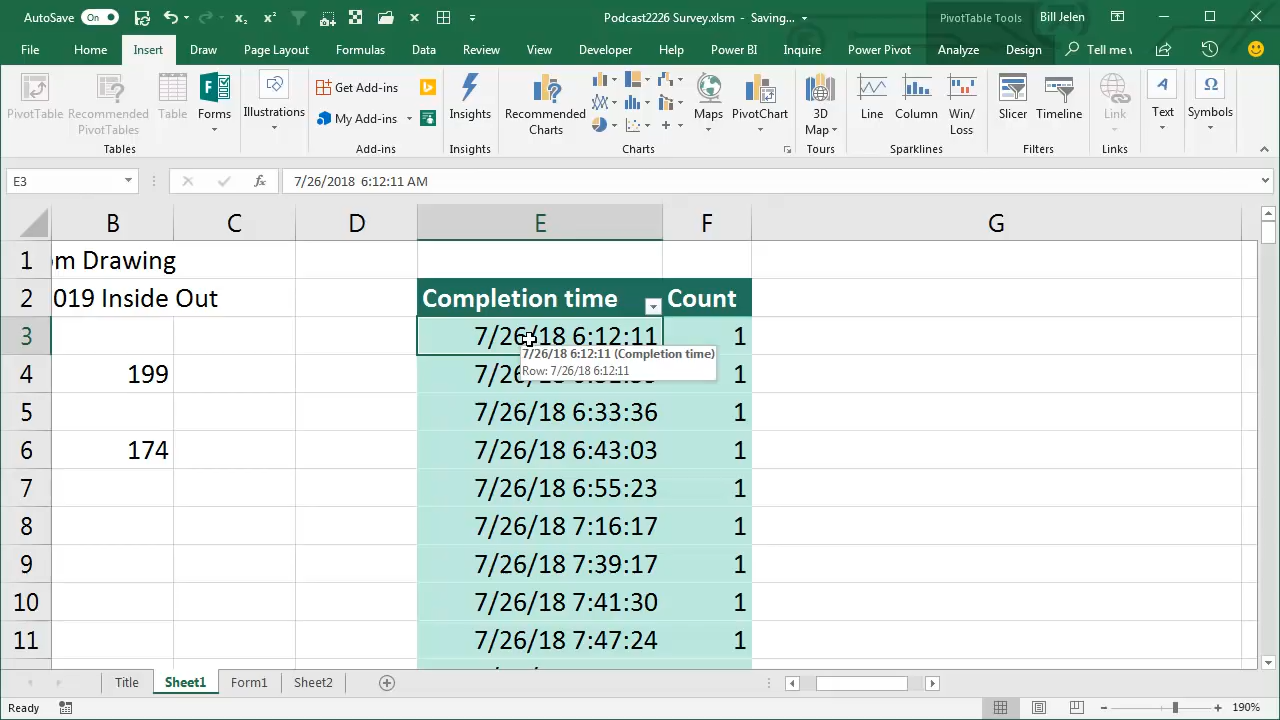 AutoSave On Podcast2226 Survey.xlsm - Saving... PivotTable Tools Bill Jelen
File Home Insert Draw Page Layout Formulas Data Review View Developer Help Power BI Inquire Power Pivot Analyze Design Tell me
PivotTable Recommended PivotTables Table Forms Illustrations Get Add-ins My Add-ins Insights Recommended Charts Maps PivotChart 3D Map Line Column Win/Loss Slicer Timeline Link Text Symbols
Tables Add-ins Insights Charts Tours Sparklines Filters Links
E3 fx 7/26/2018 6:12:11 AM
B C D E F G
1 om Drawing
2 019 Inside Out Completion time Count
3 7/26/18 6:12:11 1
7/26/18 6:12:11 (Completion time)
Row: 7/26/18 6:12:11
4 199 1
5 7/26/18 6:33:36 1
6 174 7/26/18 6:43:03 1
7 7/26/18 6:55:23 1
8 7/26/18 7:16:17 1
9 7/26/18 7:39:17 1
10 7/26/18 7:41:30 1
11 7/26/18 7:47:24 1
Title Sheet1 Form1 Sheet2
Ready 190%